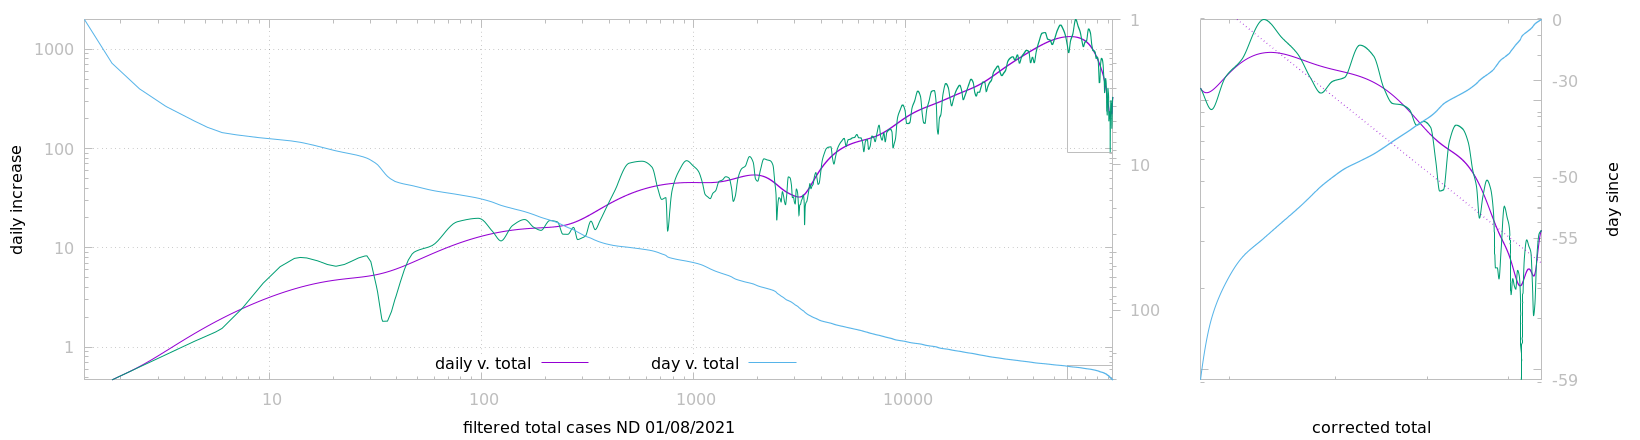 1000
100
10
1
daily increase
10
100
1000
10000
1
10
100
daily v. total
day v. total
filtered total cases ND 01/08/2021
0
-30
-50
-55
-59
day since
corrected total